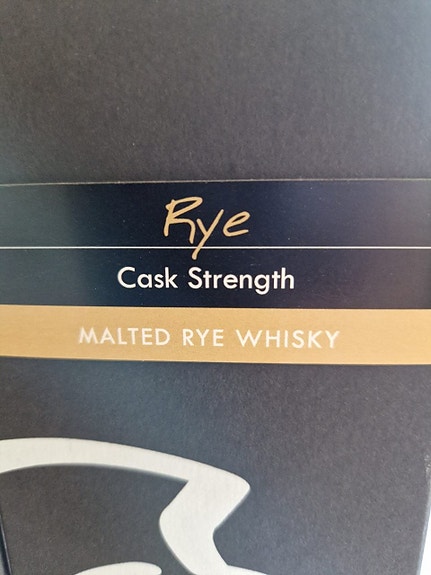 Rye
Cask Strength
MALTED RYE WHISKY